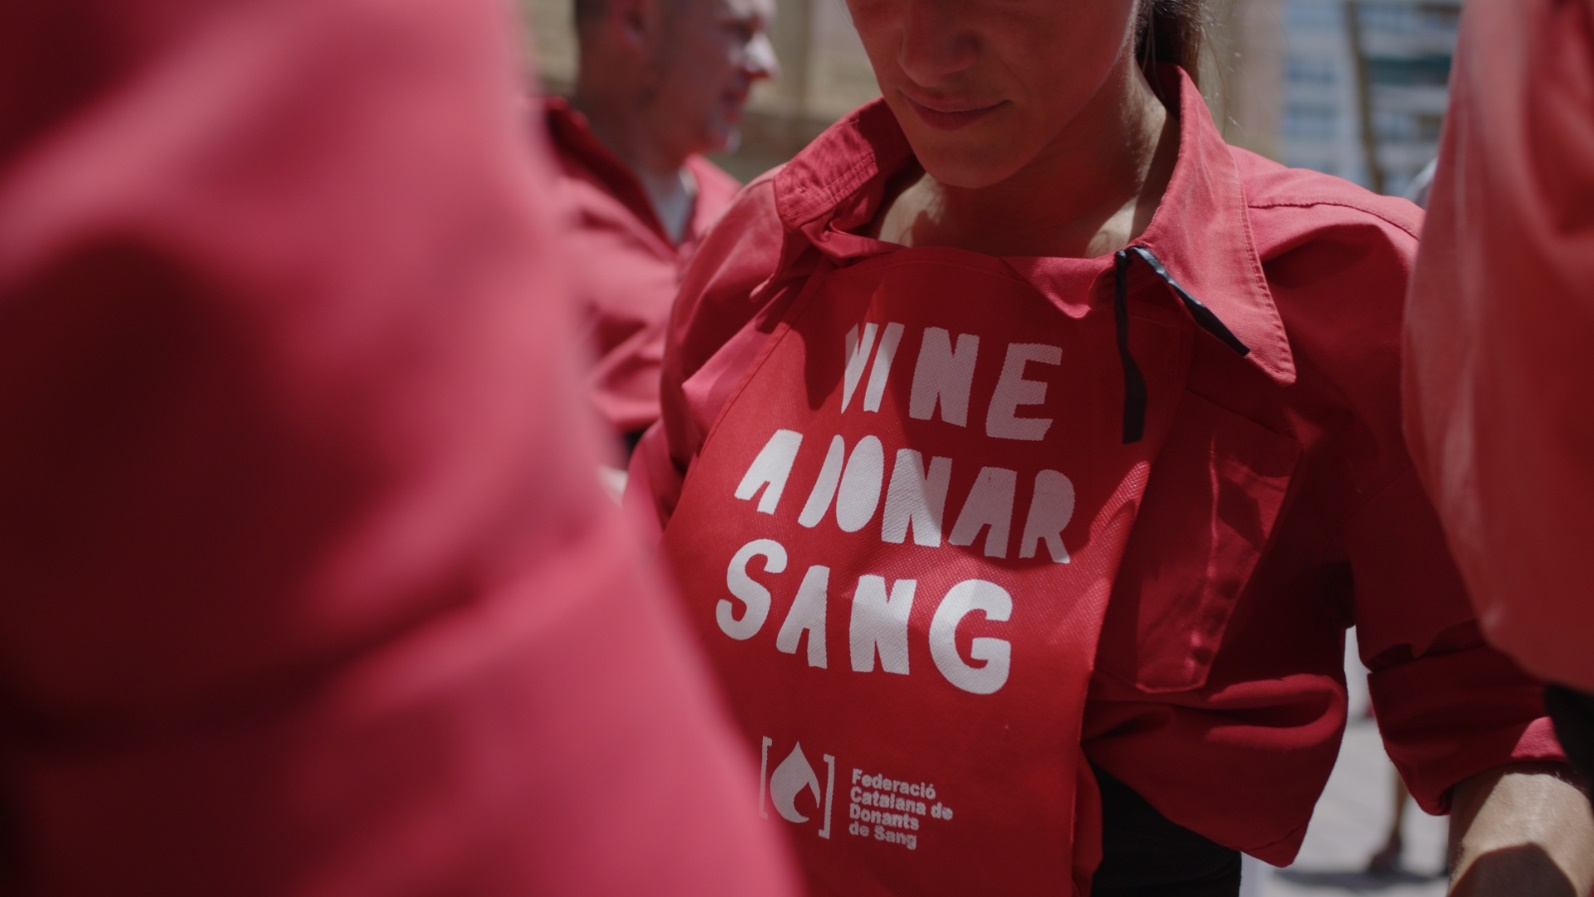 VINE
A DONAR
SANG
Federació
Catalana de
Donants
de Sang